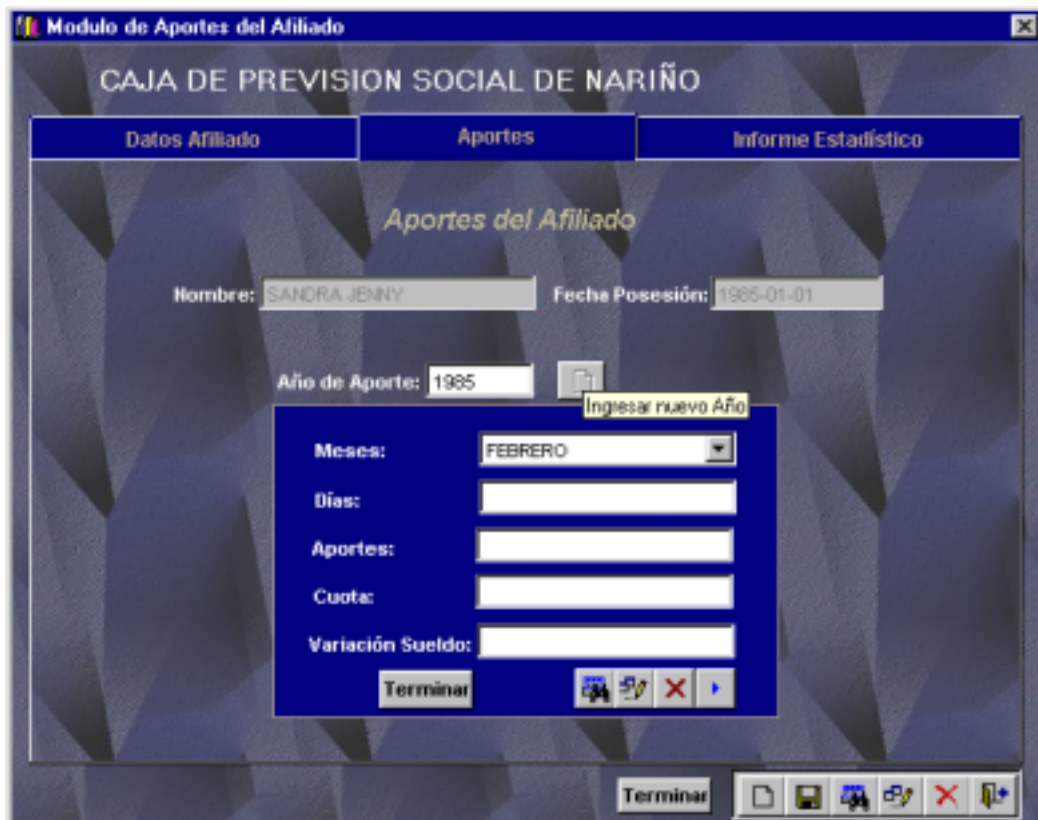 Modulo de Aportes del Afiliado
CAJA DE PREVISION SOCIAL DE NARIÑO
Datos Afiliado Aportes Informe Estadístico
Aportes del Afiliado
Nombre: SANDRA JENNY Fecha Posesión: 1985-01-01
Año de Aporte: 1985
Ingresar nuevo Año
Meses: FEBRERO
Días:
Aportes:
Cuota:
Variación Sueldo:
Terminar
Terminar